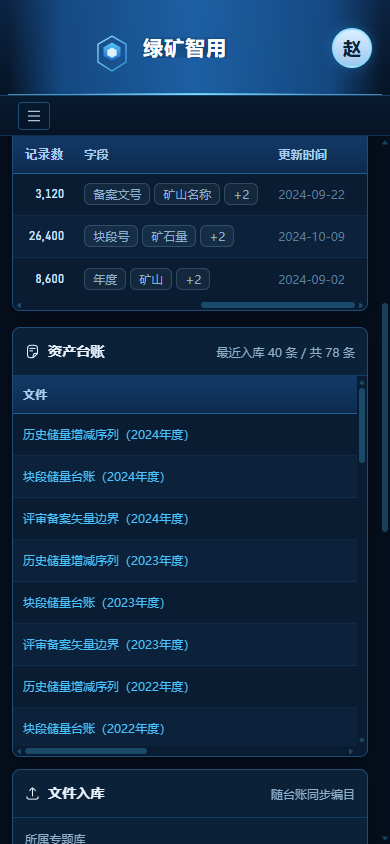 绿矿智用
赵
记录数 字段 更新时间
3,120 备案文号 矿山名称 +2 2024-09-22
26,400 块段号 矿石量 +2 2024-10-09
8,600 年度 矿山 +2 2024-09-02
资产台账 最近入库 40 条 / 共 78 条
文件
历史储量增减序列（2024年度）
块段储量台账（2024年度）
评审备案矢量边界（2024年度）
历史储量增减序列（2023年度）
块段储量台账（2023年度）
评审备案矢量边界（2023年度）
历史储量增减序列（2022年度）
块段储量台账（2022年度）
文件入库 随台账同步编目
所属专题库